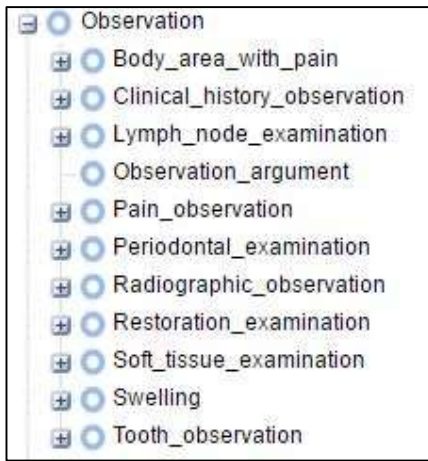 Observation
Body_area_with_pain
Clinical_history_observation
Lymph_node_examination
Observation_argument
Pain_observation
Periodontal_examination
Radiographic_observation
Restoration_examination
Soft_tissue_examination
Swelling
Tooth_observation